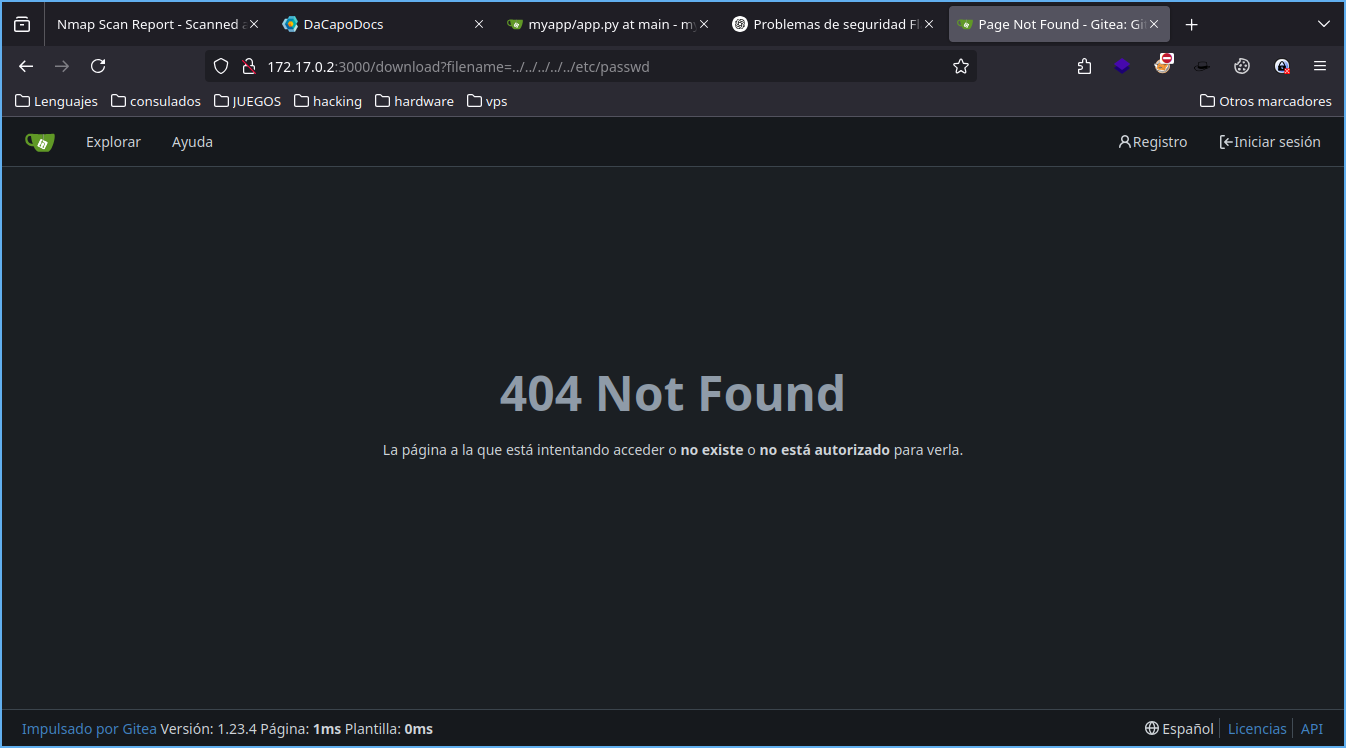 Nmap Scan Report - Scanned a
DaCapoDocs
myapp/app.py at main - my
Problemas de seguridad Fl
Page Not Found - Gitea: Git
172.17.0.2:3000/download?filename=../../../../../etc/passwd
Lenguajes
consulados
JUEGOS
hacking
hardware
vps
Otros marcadores
Explorar
Ayuda
Registro
Iniciar sesión
404 Not Found
La página a la que está intentando acceder o no existe o no está autorizado para verla.
Impulsado por Gitea Versión: 1.23.4 Página: 1ms Plantilla: 0ms
Español
Licencias
API